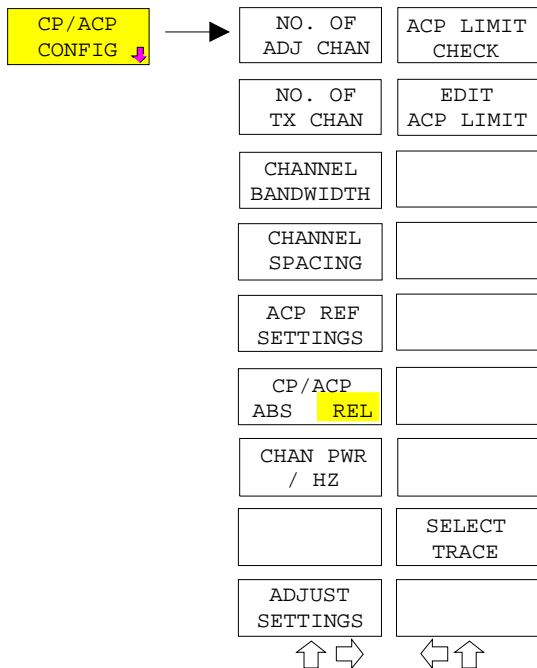 CP/ACP
CONFIG
NO. OF
ADJ CHAN
NO. OF
TX CHAN
CHANNEL
BANDWIDTH
CHANNEL
SPACING
ACP REF
SETTINGS
CP/ACP
ABS REL
CHAN PWR
/ HZ
ADJUST
SETTINGS
ACP LIMIT
CHECK
EDIT
ACP LIMIT
SELECT
TRACE